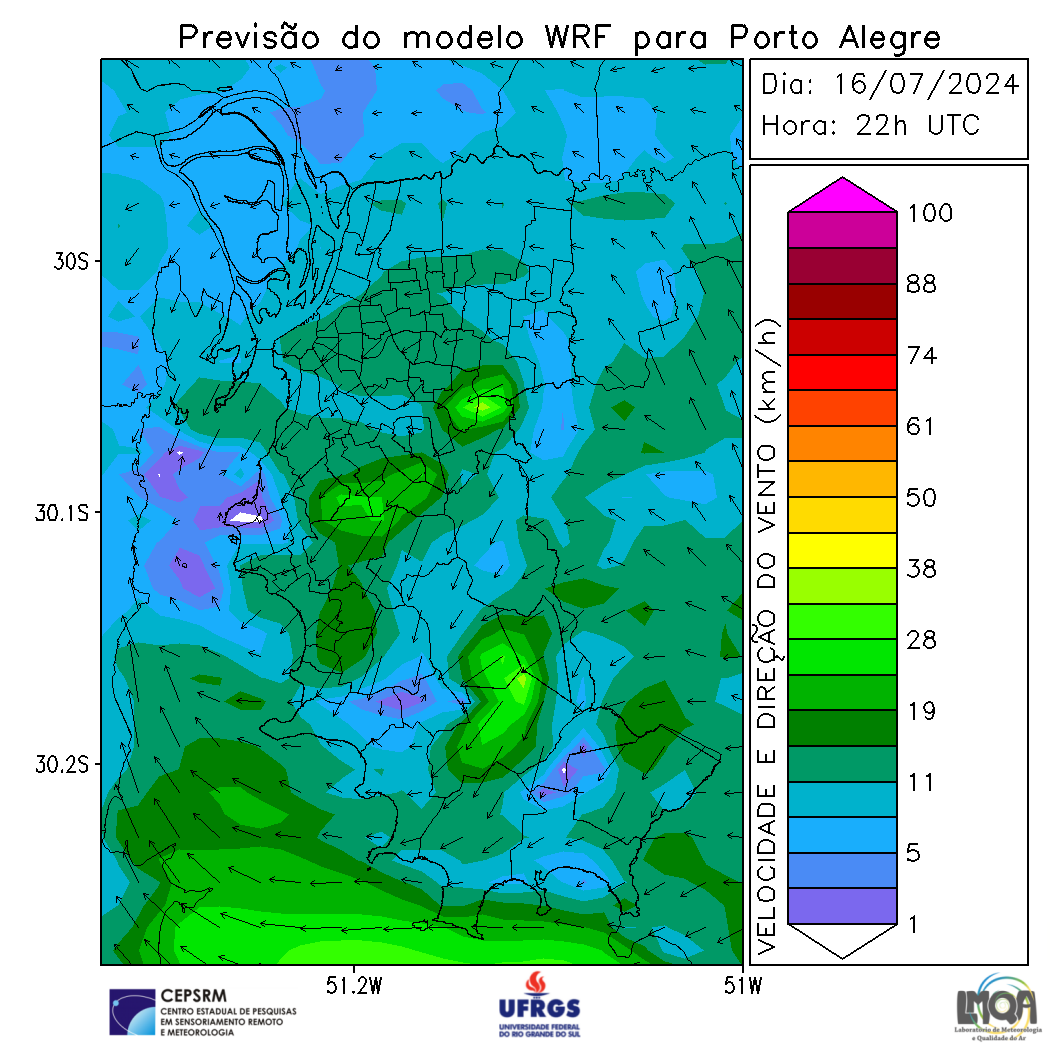 Previsão do modelo WRF para Porto Alegre
Dia: 16/07/2024
Hora: 22h UTC
30S
30.1S
30.2S
51.2W
51W
VELOCIDADE E DIREÇÃO DO VENTO (km/h)
100
88
74
61
50
38
28
19
11
5
1
CEPSRM
CENTRO ESTADUAL DE PESQUISAS
EM SENSORIAMENTO REMOTO
E METEOROLOGIA
UFRGS
UNIVERSIDADE FEDERAL
DO RIO GRANDE DO SUL
LMQA
Laboratório de Meteorologia
e Qualidade do Ar